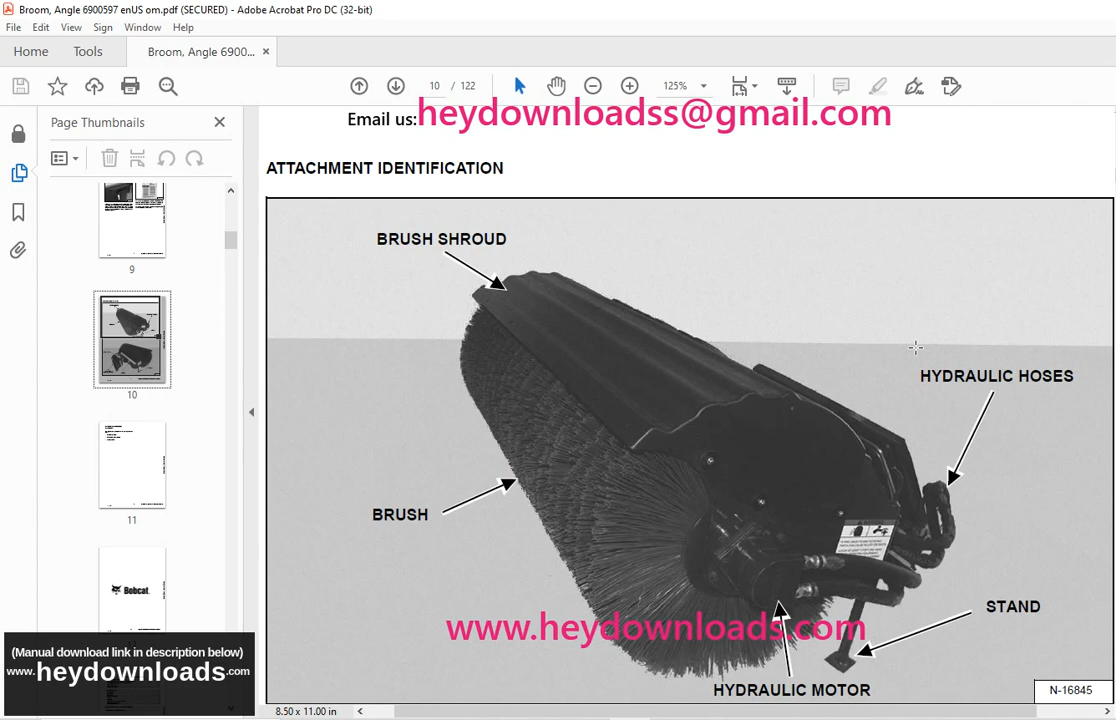 Broom, Angle 6900597 enUS om.pdf (SECURED) - Adobe Acrobat Pro DC (32-bit)
File Edit View Sign Window Help
Home Tools Broom, Angle 6900... ×
10 / 122 125%
Email us:heydownloadss@gmail.com
Page Thumbnails
ATTACHMENT IDENTIFICATION
BRUSH SHROUD
9
HYDRAULIC HOSES
10
BRUSH
11
Bobcat
STAND
www.heydownloads.com
(Manual download link in description below)
www.heydownloads.com
HYDRAULIC MOTOR
N-16845
8.50 x 11.00 in